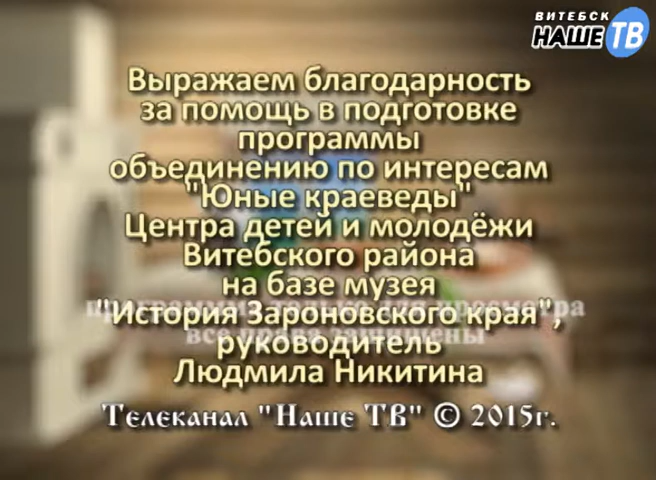 ВИТЕБСК
НАШЕ ТВ
Выражаем благодарность
за помощь в подготовке
программы
объединению по интересам
"Юные краеведы"
Центра детей и молодёжи
Витебского района
на базе музея
"История Зароновского края",
руководитель
Людмила Никитина
Телеканал "Наше ТВ" © 2015г.